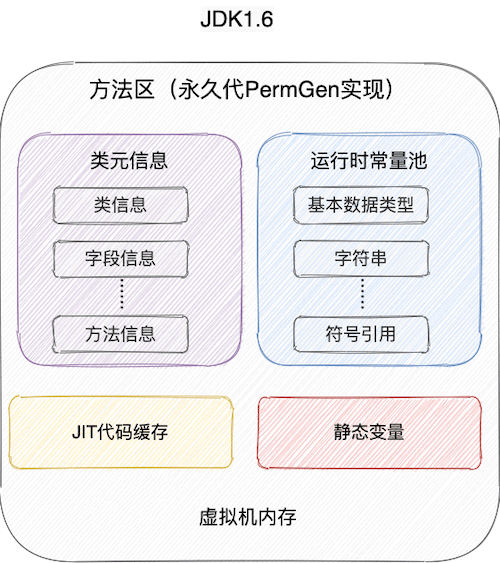 JDK1.6
方法区（永久代PermGen实现）
类元信息
类信息
字段信息
方法信息
运行时常量池
基本数据类型
字符串
符号引用
JIT代码缓存
静态变量
虚拟机内存